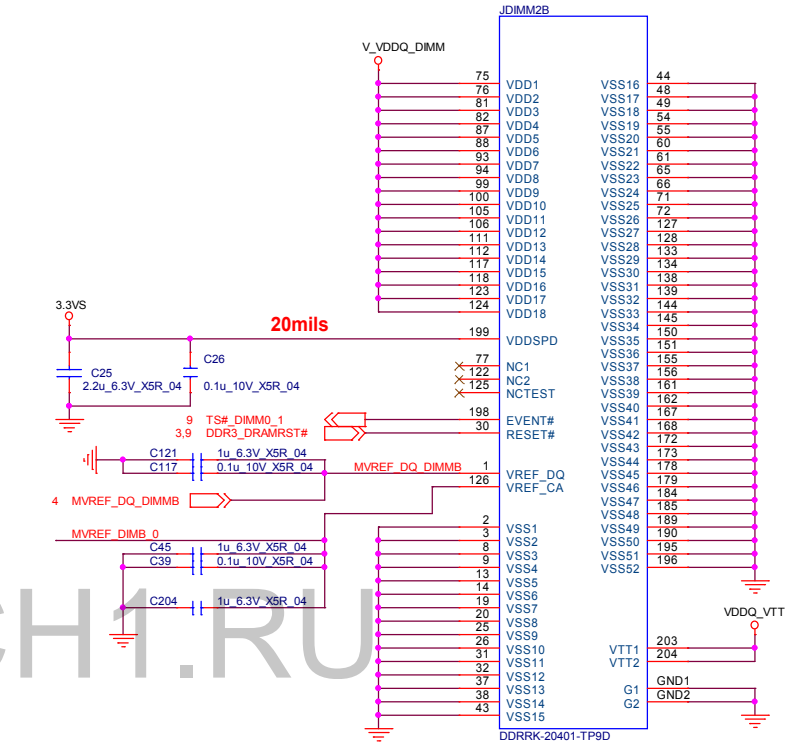 JDIMM2B
V_VDDQ_DIMM
75 VDD1 VSS16 44
76 VDD2 VSS17 48
81 VDD3 VSS18 49
82 VDD4 VSS19 54
87 VDD5 VSS20 55
88 VDD6 VSS21 60
93 VDD7 VSS22 61
94 VDD8 VSS23 65
99 VDD9 VSS24 66
100 VDD10 VSS25 71
105 VDD11 VSS26 72
106 VDD12 VSS27 127
111 VDD13 VSS28 128
112 VDD14 VSS29 133
117 VDD15 VSS30 134
118 VDD16 VSS31 138
123 VDD17 VSS32 139
124 VDD18 VSS33 144
VSS34 145
3.3VS
20mils
199 VDDSPD VSS35 150
VSS36 151
C25
2.2u_6.3V_X5R_04
C26
0.1u_10V_X5R_04
77 NC1 VSS37 155
122 NC2 VSS38 156
125 NCTEST VSS39 161
VSS40 162
9 TS#_DIMM0_1 198 EVENT# VSS41 167
3,9 DDR3_DRAMRST# 30 RESET# VSS42 168
VSS43 172
VSS44 173
C121 1u_6.3V_X5R_04
C117 0.1u_10V_X5R_04
MVREF_DQ_DIMMB 1 VREF_DQ VSS45 178
126 VREF_CA VSS46 179
4 MVREF_DQ_DIMMB
VSS47 184
VSS48 185
MVREF_DIMB_0
2 VSS1 VSS49 189
3 VSS2 VSS50 190
8 VSS3 VSS51 195
9 VSS4 VSS52 196
C45 1u_6.3V_X5R_04
C39 0.1u_10V_X5R_04
C204 1u_6.3V_X5R_04
13 VSS5
14 VSS6
19 VSS7
20 VSS8
25 VSS9
VDDQ_VTT
26 VSS10 VTT1 203
31 VSS11 VTT2 204
32 VSS12
37 VSS13 G1 GND1
38 VSS14 G2 GND2
43 VSS15
DDRRK-20401-TP9D
CH1.RU